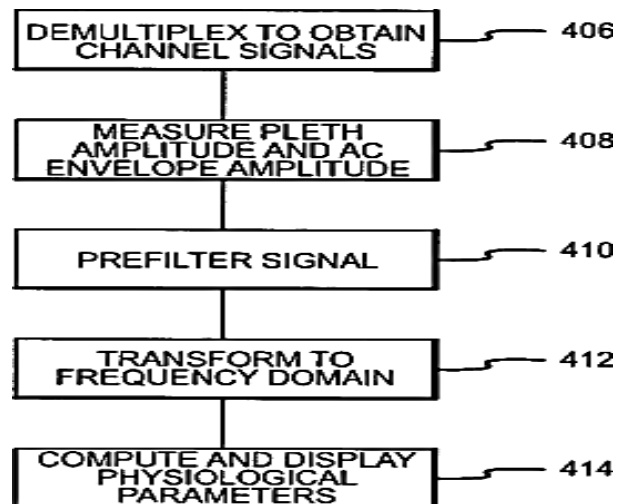 DEMULTIPLEX TO OBTAIN
CHANNEL SIGNALS
406
MEASURE PLETH
AMPLITUDE AND AC
ENVELOPE AMPLITUDE
408
PREFILTER SIGNAL
410
TRANSFORM TO
FREQUENCY DOMAIN
412
COMPUTE AND DISPLAY
PHYSIOLOGICAL
PARAMETERS
414